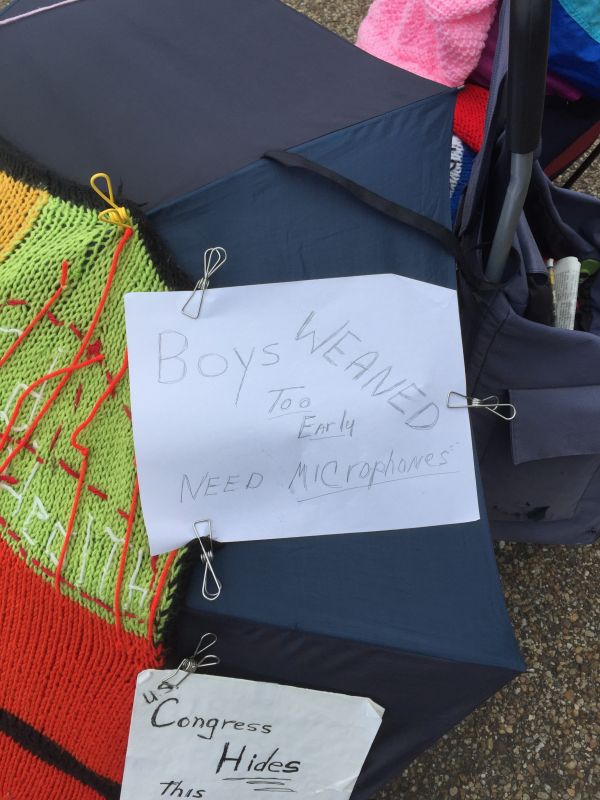 Boys WEANED
Too
EArly
NEED MICrophones"
U.S.
Congress
Hides
This